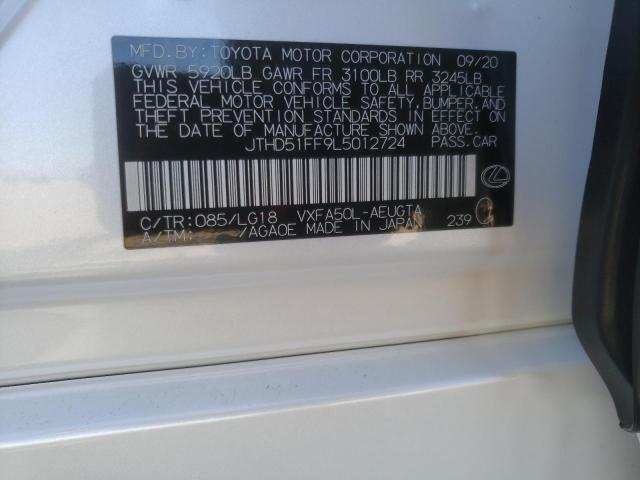 MFD.BY:TOYOTA MOTOR CORPORATION 09/20
GVWR 5920LB GAWR FR 3100LB RR 3245LB
THIS VEHICLE CONFORMS TO ALL APPLICABLE
FEDERAL MOTOR VEHICLE SAFETY,BUMPER,AND
THEFT PREVENTION STANDARDS IN EFFECT ON
THE DATE OF MANUFACTURE SHOWN ABOVE.
JTHD51FF9L5012724 PASS.CAR
C/TR:085/LG18 VXFA50L-AEUGTA
A/TM: /AGA0E MADE IN JAPAN 239